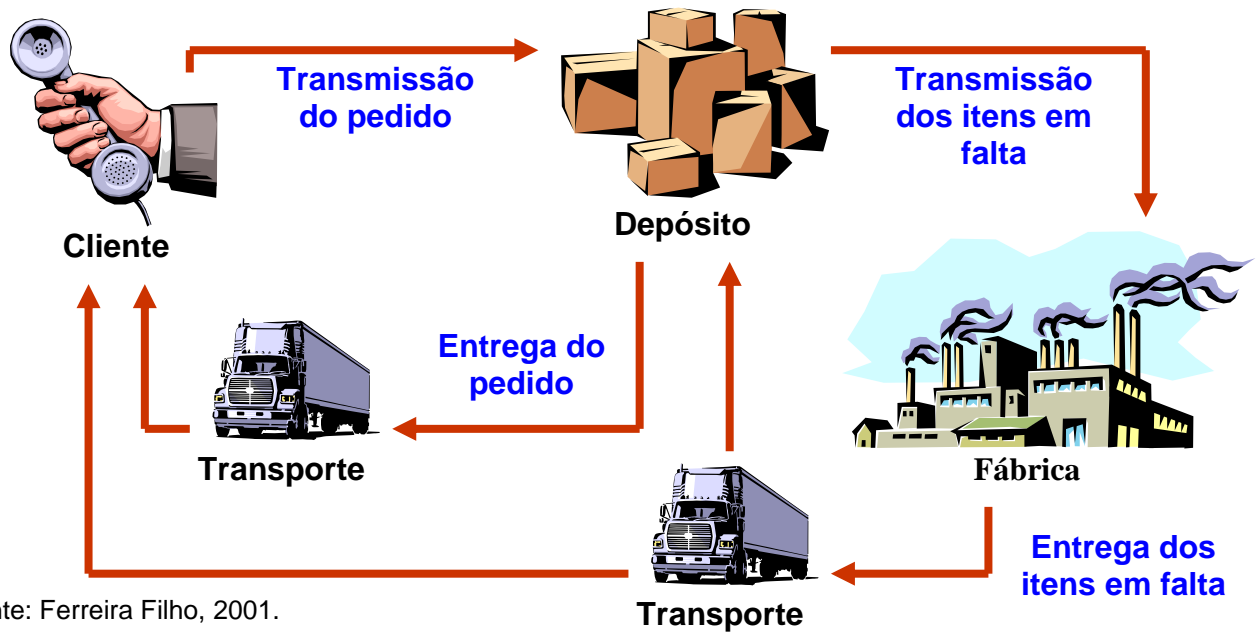 Transmissão
do pedido
Transmissão
dos itens em
falta
Depósito
Cliente
Entrega do
pedido
Transporte
Fábrica
Entrega dos
itens em falta
Transporte
nte: Ferreira Filho, 2001.